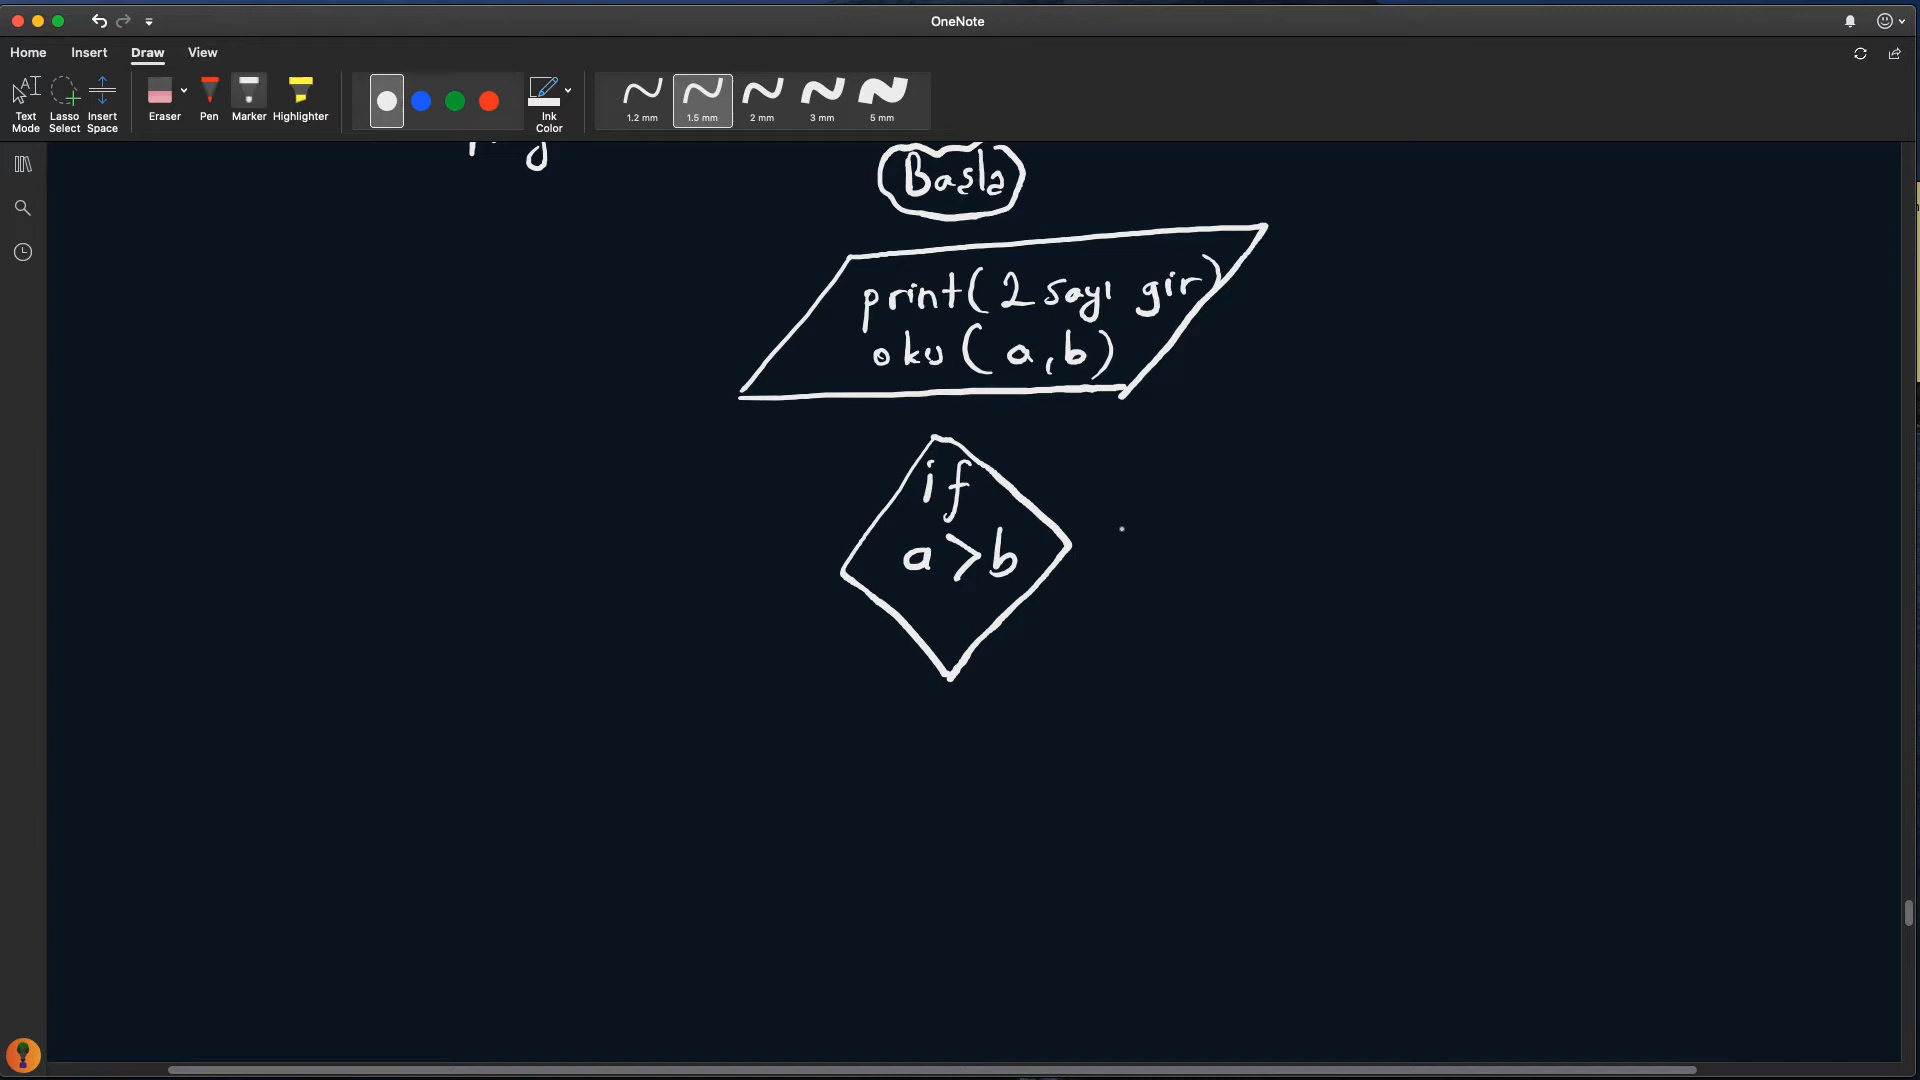 OneNote
Home Insert Draw View
Text Mode
Lasso Select
Insert Space
Eraser
Pen
Marker
Highlighter
Ink Color
1.2 mm
1.5 mm
2 mm
3 mm
5 mm
Basla
print( 2 sayı gir)
oku ( a, b )
if
a > b